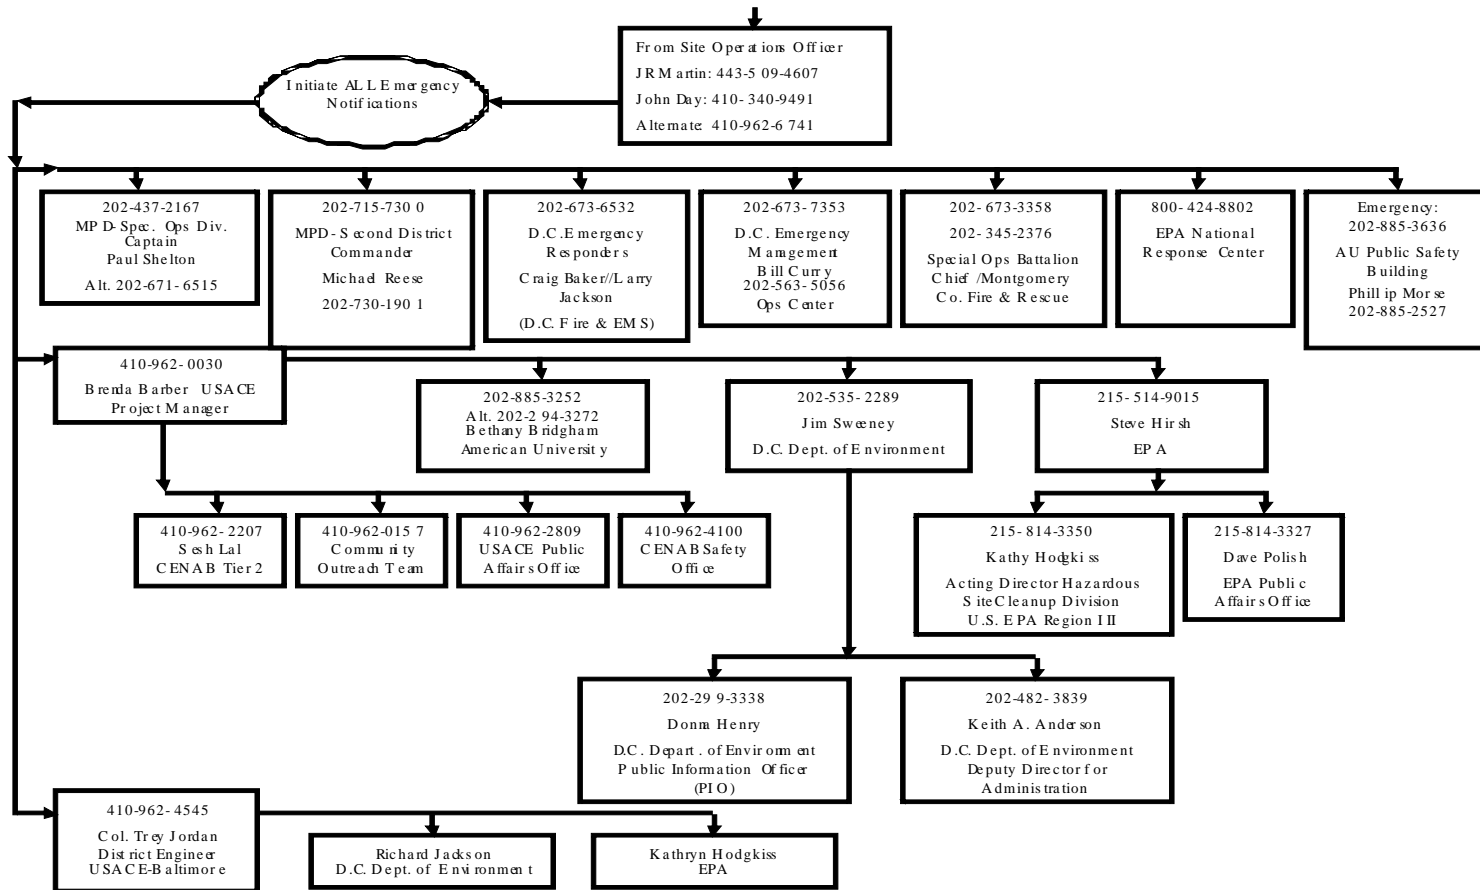 From Site Operations Officer
JR Martin: 443-509-4607
John Day: 410-340-9491
Alternate: 410-962-6741
Initiate ALL Emergency
Notifications
202-437-2167
MPD-Spec. Ops Div.
Captain
Paul Shelton
Alt. 202-671-6515
202-715-7300
MPD-Second District
Commander
Michael Reese
202-730-1901
202-673-6532
D.C. Emergency
Responders
Craig Baker//Larry
Jackson
(D.C. Fire & EMS)
202-673-7353
D.C. Emergency
Management
Bill Curry
202-563-5056
Ops Center
202-673-3358
202-345-2376
Special Ops Battalion
Chief /Montgomery
Co. Fire & Rescue
800-424-8802
EPA National
Response Center
Emergency:
202-885-3636
AU Public Safety
Building
Phillip Morse
202-885-2527
410-962-0030
Brenda Barber USACE
Project Manager
202-885-3252
Alt. 202-294-3272
Bethany Bridgham
American University
202-535-2289
Jim Sweeney
D.C. Dept. of Environment
215-514-9015
Steve Hirsh
EPA
410-962-2207
Sesh Lal
CENAB Tier 2
410-962-0157
Community
Outreach Team
410-962-2809
USACE Public
Affairs Office
410-962-4100
CENAB Safety
Office
215-814-3350
Kathy Hodgkiss
Acting Director Hazardous
Site Cleanup Division
U.S. EPA Region III
215-814-3327
Dave Polish
EPA Public
Affairs Office
202-299-3338
Donna Henry
D.C. Depart. of Environment
Public Information Officer
(PIO)
202-482-3839
Keith A. Anderson
D.C. Dept. of Environment
Deputy Director for
Administration
410-962-4545
Col. Trey Jordan
District Engineer
USACE-Baltimore
Richard Jackson
D.C. Dept. of Environment
Kathryn Hodgkiss
EPA